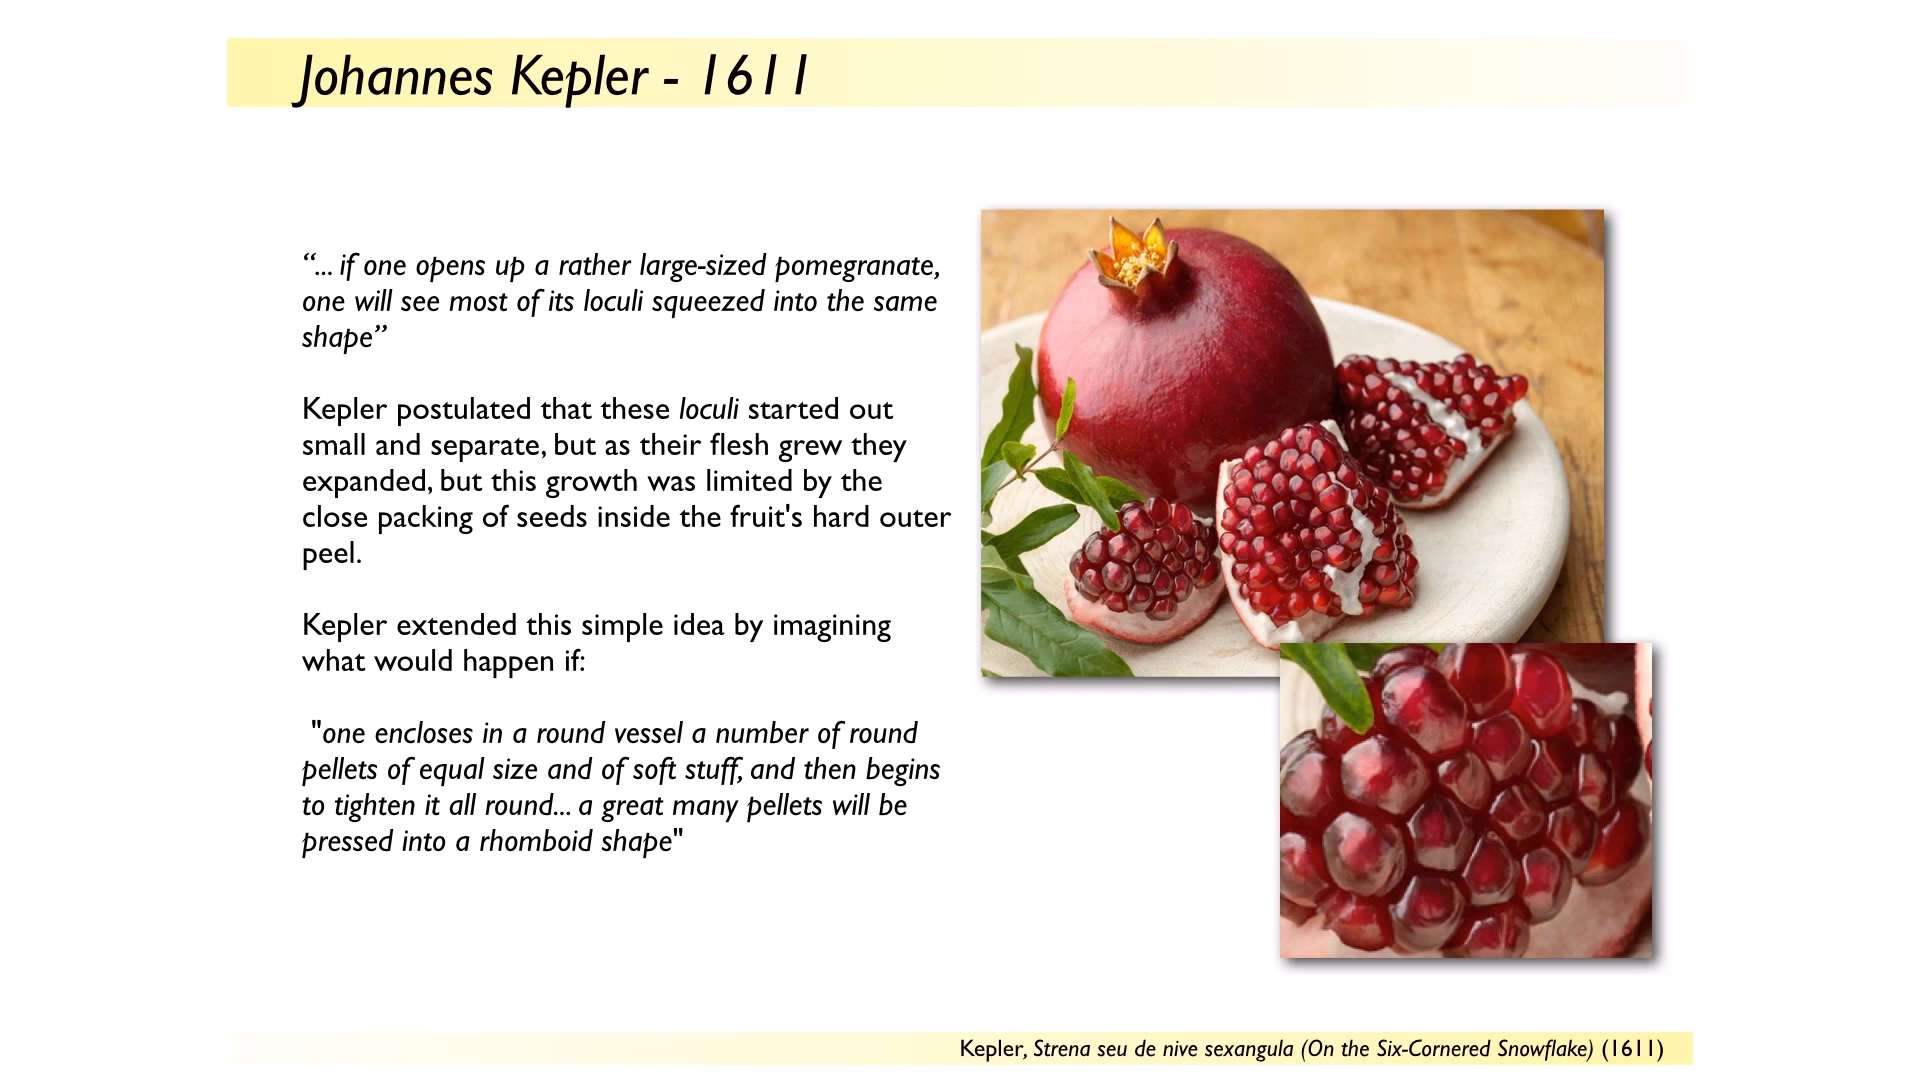 Johannes Kepler - 1611
“... if one opens up a rather large-sized pomegranate,
one will see most of its loculi squeezed into the same
shape”
Kepler postulated that these loculi started out
small and separate, but as their flesh grew they
expanded, but this growth was limited by the
close packing of seeds inside the fruit's hard outer
peel.
Kepler extended this simple idea by imagining
what would happen if:
"one encloses in a round vessel a number of round
pellets of equal size and of soft stuff, and then begins
to tighten it all round... a great many pellets will be
pressed into a rhomboid shape"
Kepler, Strena seu de nive sexangula (On the Six-Cornered Snowflake) (1611)